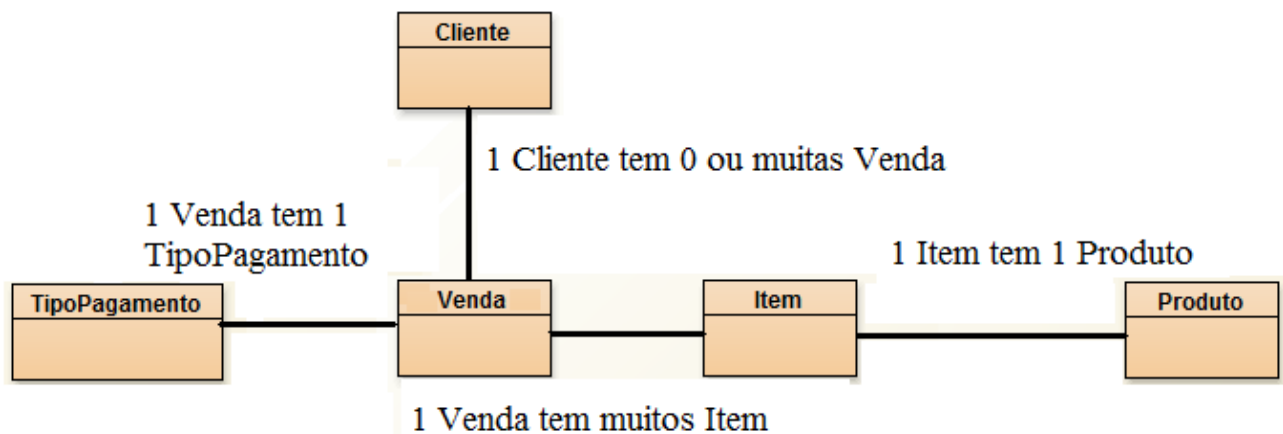 Cliente
1 Cliente tem 0 ou muitas Venda
1 Venda tem 1
TipoPagamento
1 Item tem 1 Produto
TipoPagamento
Venda
Item
Produto
1 Venda tem muitos Item